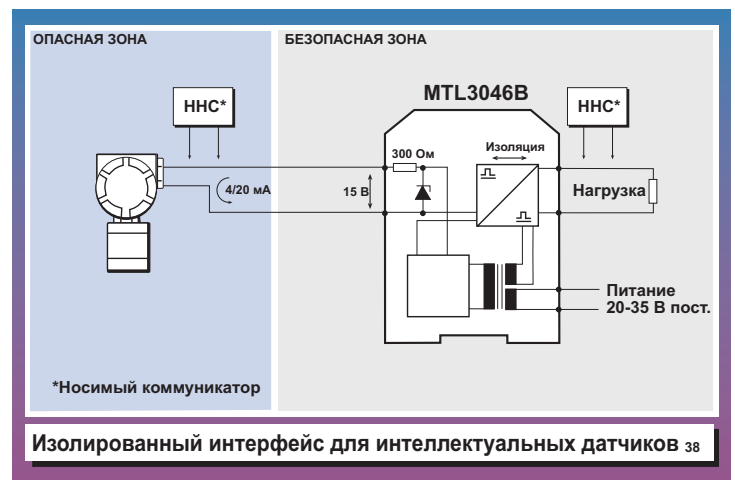 ОПАСНАЯ ЗОНА
БЕЗОПАСНАЯ ЗОНА
MTL3046B
ННС*
ННС*
300 Ом
Изоляция
4/20 мА
15 В
Нагрузка
Питание
20-35 В пост.
*Носимый коммуникатор
Изолированный интерфейс для интеллектуальных датчиков 38